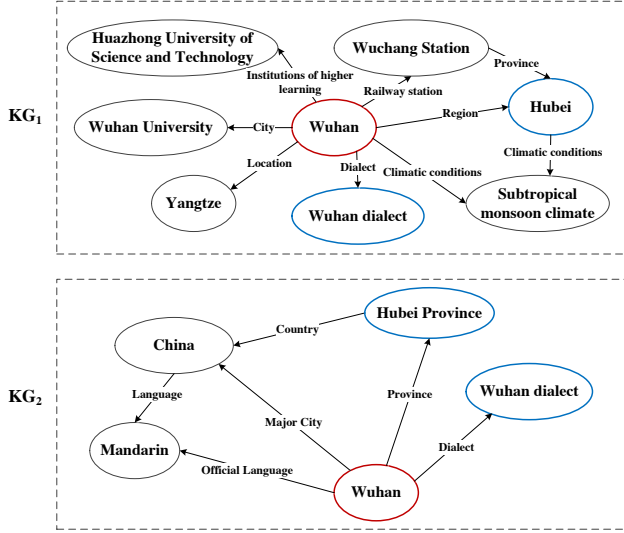 Huazhong University of
Science and Technology
Wuchang Station
Institutions of higher
learning
Railway station
Province
KG1
Wuhan University
City
Wuhan
Region
Hubei
Location
Dialect
Climatic conditions
Climatic conditions
Yangtze
Wuhan dialect
Subtropical
monsoon climate
Hubei Province
Country
China
Wuhan dialect
KG2
Language
Province
Major City
Mandarin
Official Language
Dialect
Wuhan